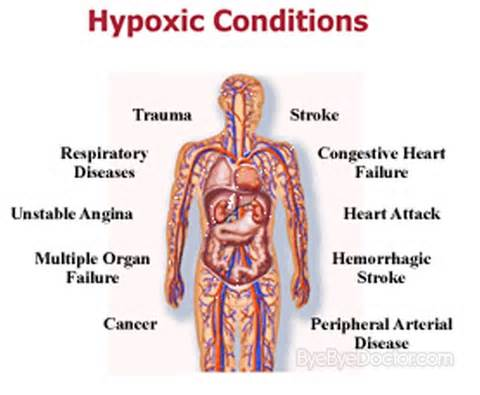 Hypoxic Conditions
Trauma
Stroke
Respiratory
Diseases
Congestive Heart
Failure
Unstable Angina
Heart Attack
Multiple Organ
Failure
Hemorrhagic
Stroke
Cancer
Peripheral Arterial
Disease
ByeByeDoctor.com